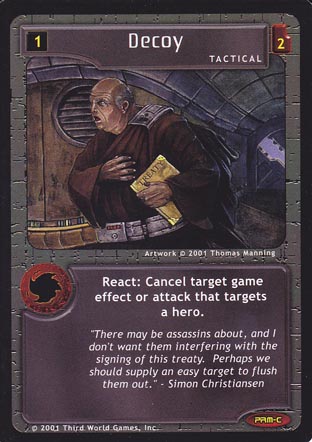 1
Decoy
2
TACTICAL
TREATY
Artwork © 2001 Thomas Manning
React: Cancel target game
effect or attack that targets
a hero.
"There may be assassins about, and I
don't want them interfering with the
signing of this treaty.  Perhaps we
should supply an easy target to flush
them out." - Simon Christiansen
© 2001 Third World Games, Inc.
PRM-C